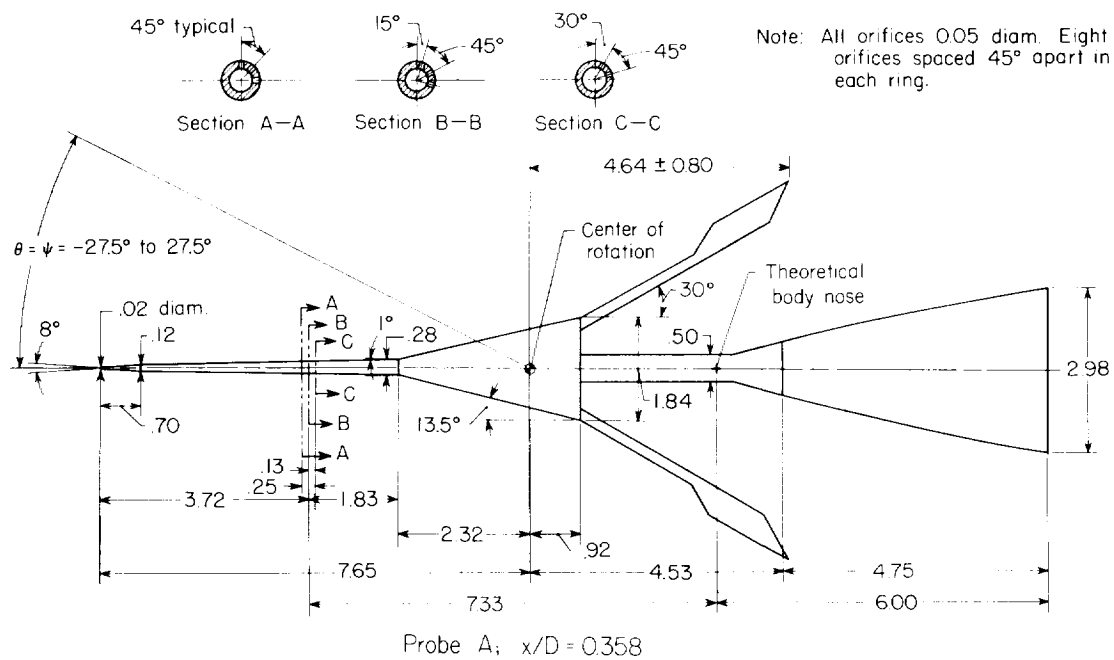 45° typical
15°
45°
30°
45°
Note: All orifices 0.05 diam. Eight
orifices spaced 45° apart in
each ring.
Section A–A
Section B–B
Section C–C
4.64 ± 0.80
Center of
rotation
θ = ψ = −27.5° to 27.5°
Theoretical
body nose
30°
A
.02 diam.
B
8°
.12
C
1°
.28
.50
2.98
C
1.84
.70
B
13.5°
A
.13
.25
3.72
1.83
2.32
.92
7.65
4.53
4.75
7.33
6.00
Probe A; x/D = 0.358